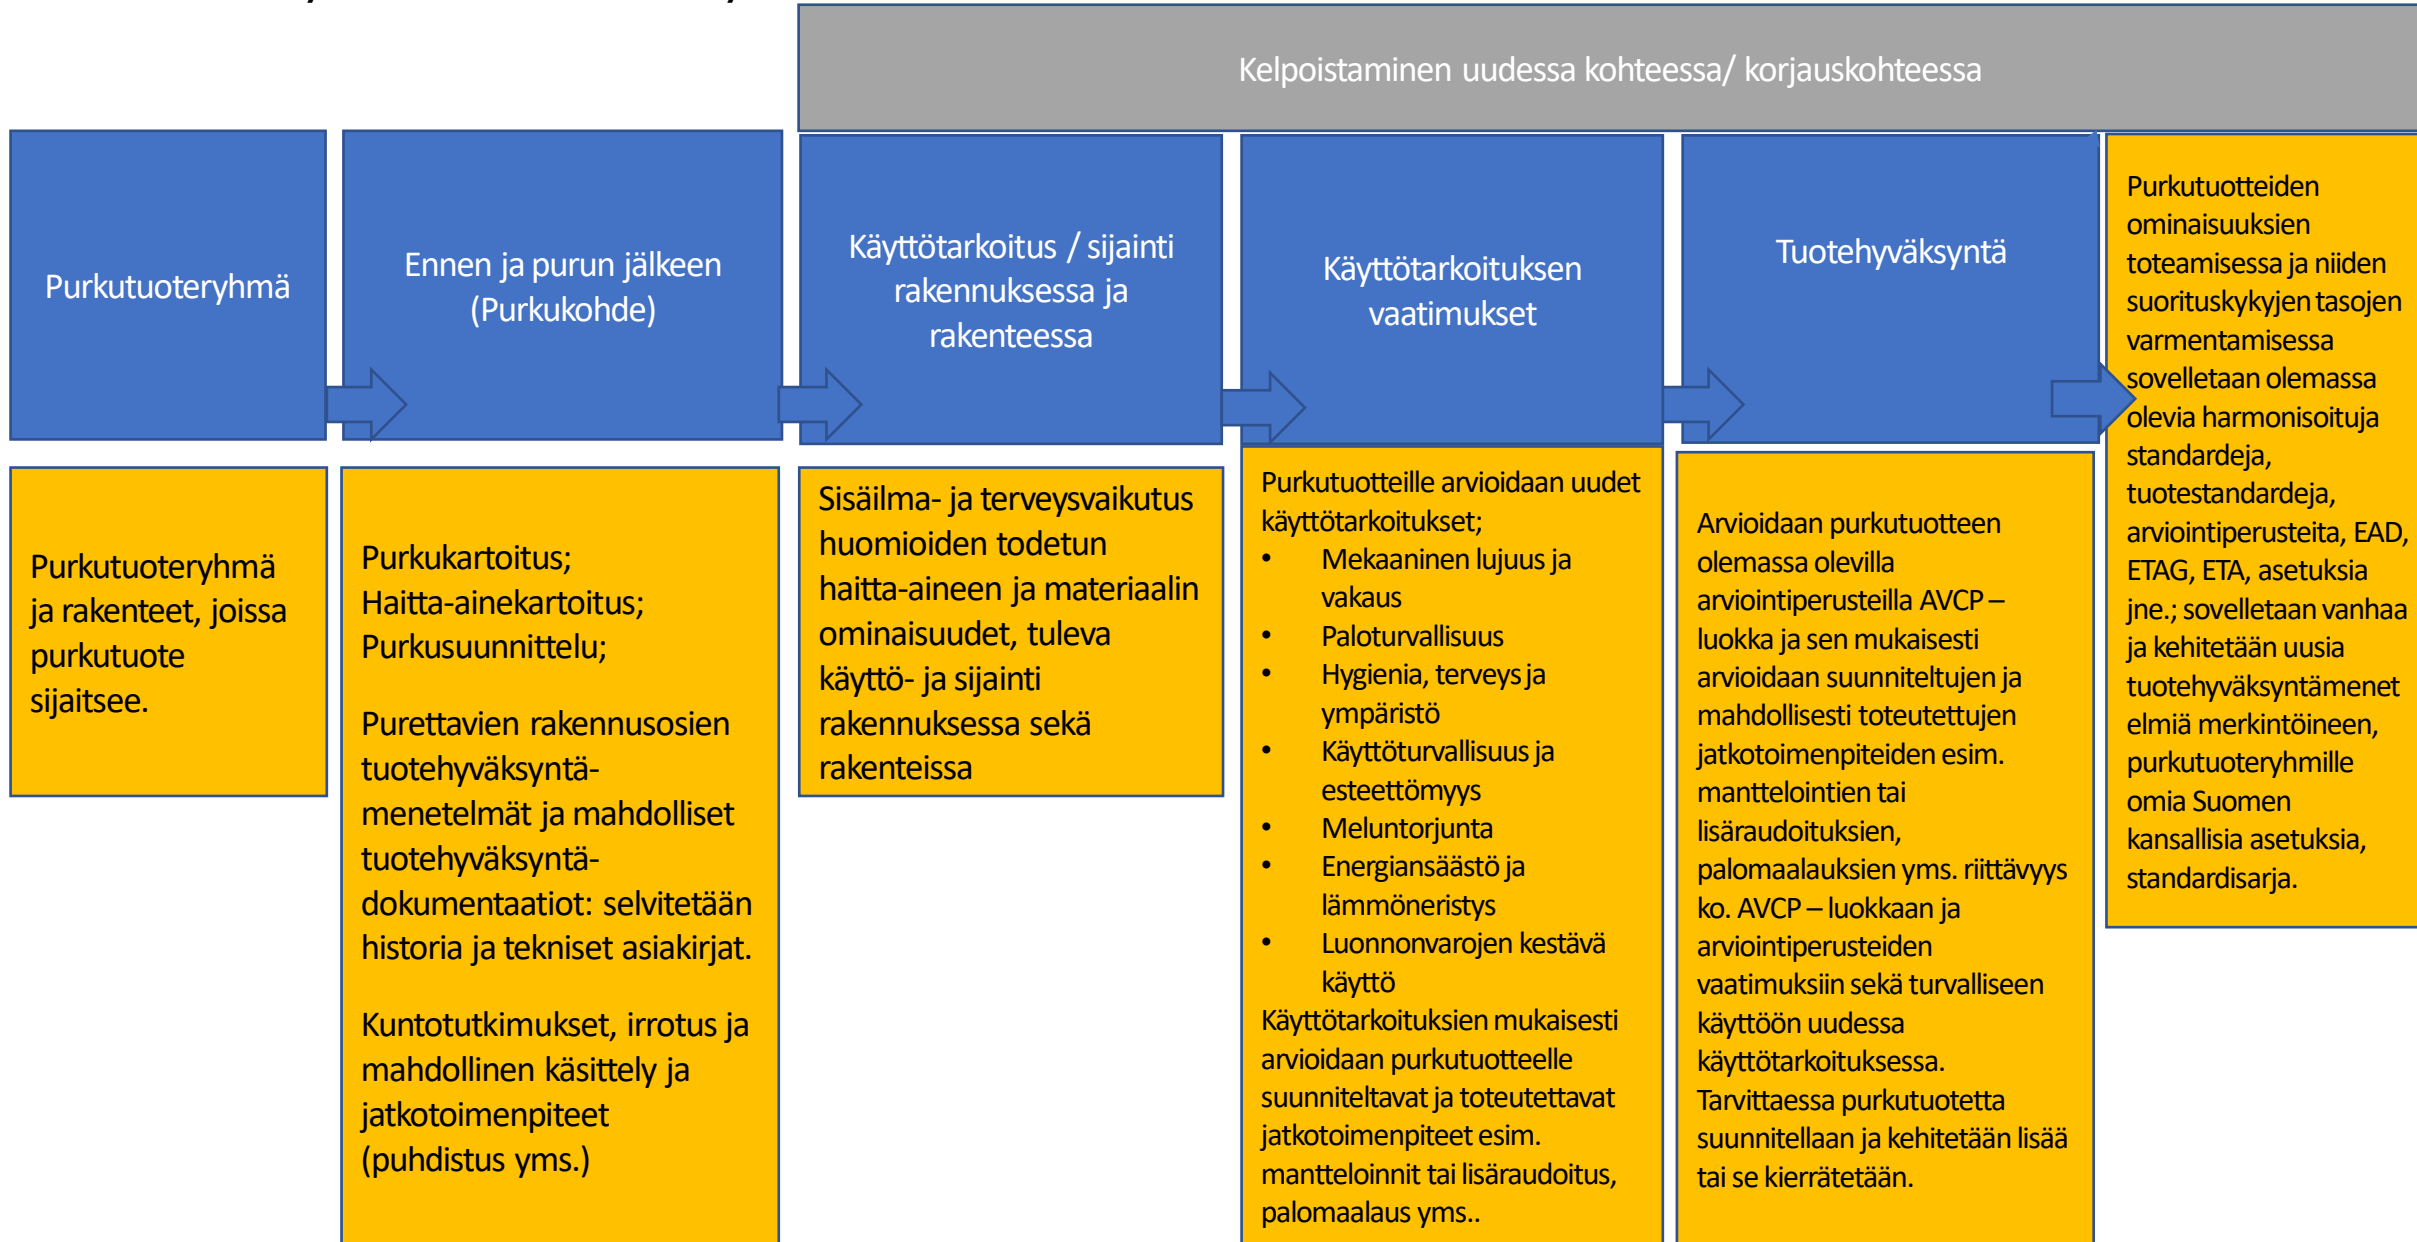 Kelpoistaminen uudessa kohteessa/ korjauskohteessa
Purkutuoteryhmä
Ennen ja purun jälkeen
(Purkukohde)
Käyttötarkoitus / sijainti
rakennuksessa ja
rakenteessa
Käyttötarkoituksen
vaatimukset
Tuotehyväksyntä
Purkutuoteryhmä
ja rakenteet, joissa
purkutuote
sijaitsee.
Purkukartoitus;
Haitta-ainekartoitus;
Purkusuunnittelu;
Purettavien rakennusosien
tuotehyväksyntä-
menetelmät ja mahdolliset
tuotehyväksyntä-
dokumentaatiot: selvitetään
historia ja tekniset asiakirjat.
Kuntotutkimukset, irrotus ja
mahdollinen käsittely ja
jatkotoimenpiteet
(puhdistus yms.)
Sisäilma- ja terveysvaikutus
huomioiden todetun
haitta-aineen ja materiaalin
ominaisuudet, tuleva
käyttö- ja sijainti
rakennuksessa sekä
rakenteissa
Purkutuotteille arvioidaan uudet
käyttötarkoitukset;
• Mekaaninen lujuus ja
vakaus
• Paloturvallisuus
• Hygienia, terveys ja
ympäristö
• Käyttöturvallisuus ja
esteettömyys
• Meluntorjunta
• Energiansäästö ja
lämmöneristys
• Luonnonvarojen kestävä
käyttö
Käyttötarkoituksien mukaisesti
arvioidaan purkutuotteelle
suunniteltavat ja toteutettavat
jatkotoimenpiteet esim.
mantteloinnit tai lisäraudoitus,
palomaalaus yms..
Arvioidaan purkutuotteen
olemassa olevilla
arviointiperusteilla AVCP –
luokka ja sen mukaisesti
arvioidaan suunniteltujen ja
mahdollisesti toteutettujen
jatkotoimenpiteiden esim.
manttelointien tai
lisäraudoituksien,
palomaalauksien yms. riittävyys
ko. AVCP – luokkaan ja
arviointiperusteiden
vaatimuksiin sekä turvalliseen
käyttöön uudessa
käyttötarkoituksessa.
Tarvittaessa purkutuotetta
suunnitellaan ja kehitetään lisää
tai se kierrätetään.
Purkutuotteiden
ominaisuuksien
toteamisessa ja niiden
suorituskykyjen tasojen
varmentamisessa
sovelletaan olemassa
olevia harmonisoituja
standardeja,
tuotestandardeja,
arviointiperusteita, EAD,
ETAG, ETA, asetuksia
jne.; sovelletaan vanhaa
ja kehitetään uusia
tuotehyväksyntämenet
elmiä merkintöineen,
purkutuoteryhmille
omia Suomen
kansallisia asetuksia,
standardisarja.